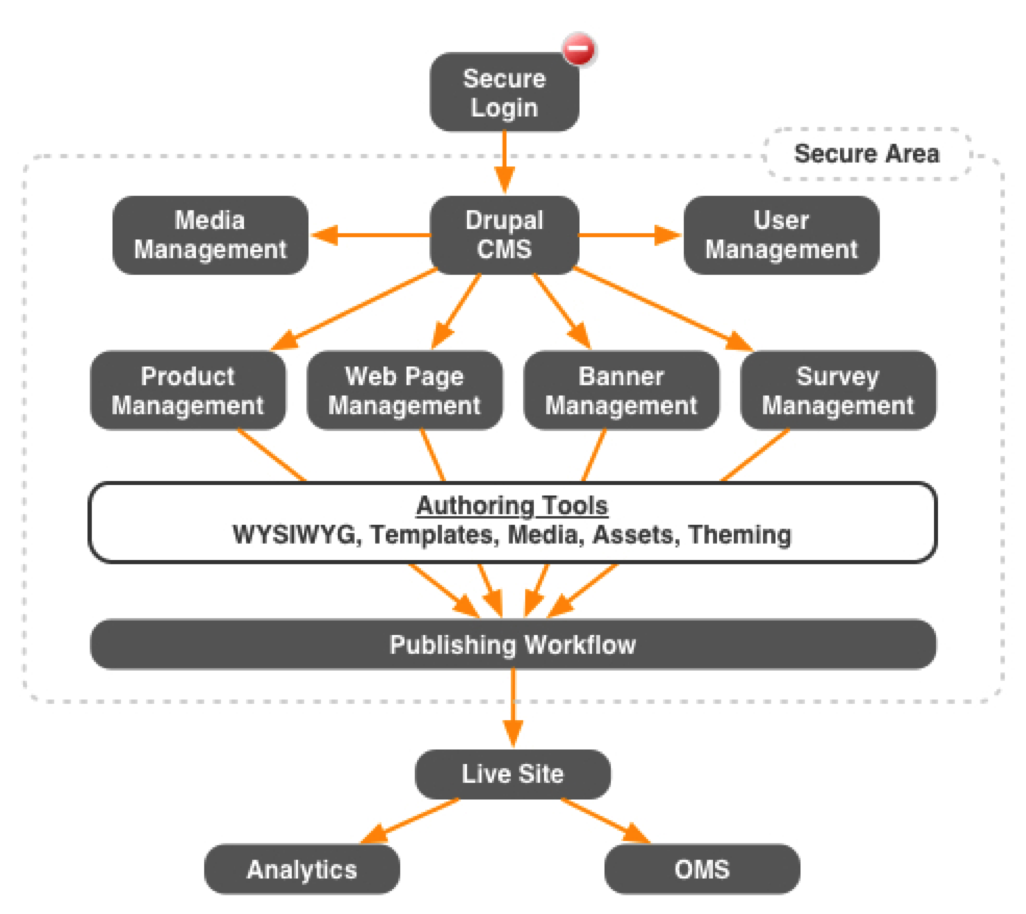 Secure
Login
Secure Area
Media
Management
Drupal
CMS
User
Management
Product
Management
Web Page
Management
Banner
Management
Survey
Management
Authoring Tools
WYSIWYG, Templates, Media, Assets, Theming
Publishing Workflow
Live Site
Analytics
OMS